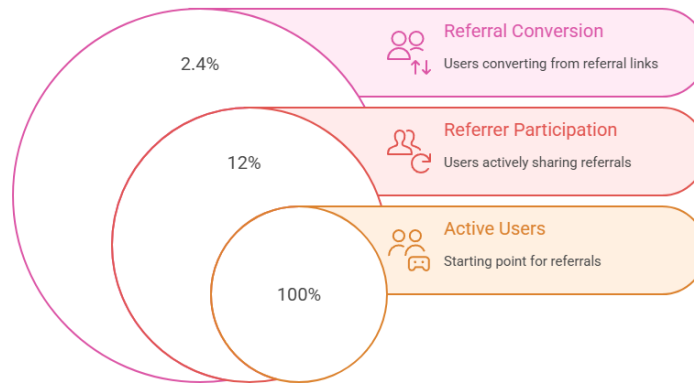 2.4%
Referral Conversion
Users converting from referral links
12%
Referrer Participation
Users actively sharing referrals
100%
Active Users
Starting point for referrals